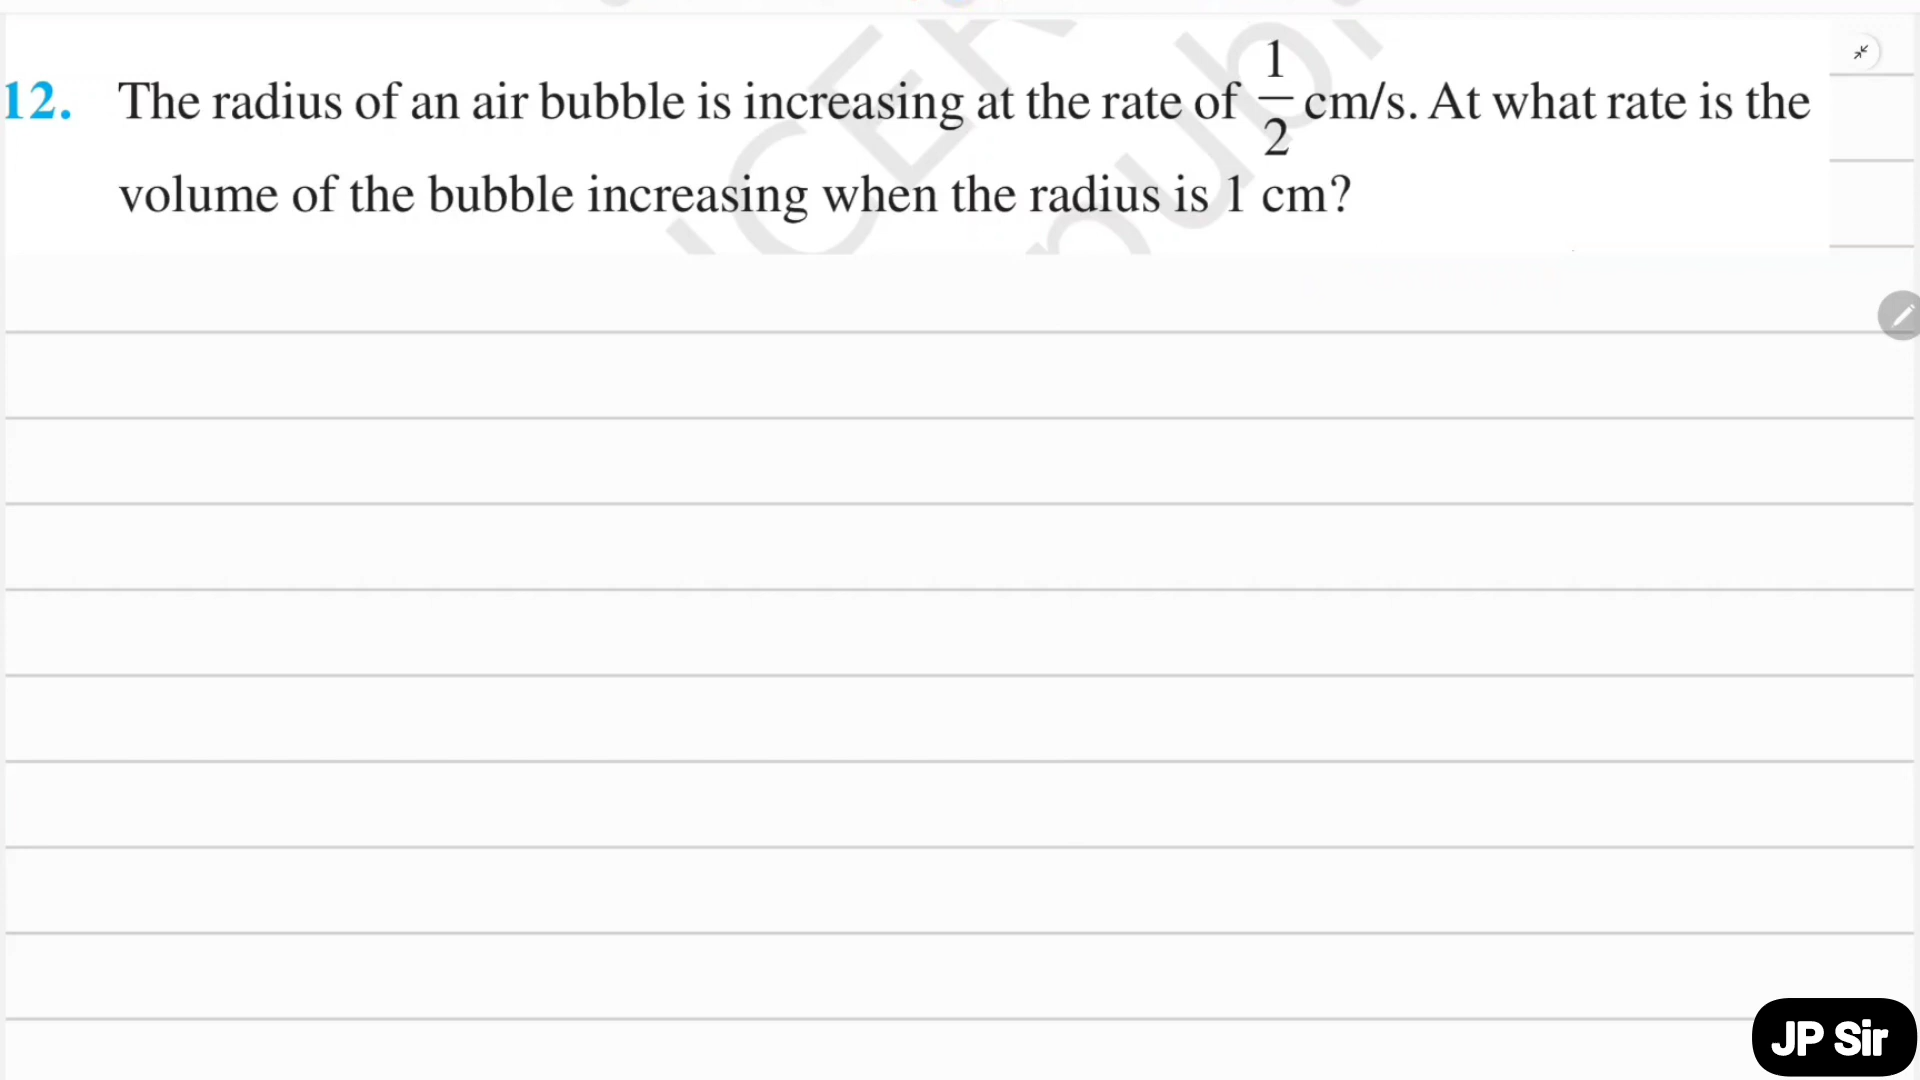 12. The radius of an air bubble is increasing at the rate of 1/2 cm/s. At what rate is the
volume of the bubble increasing when the radius is 1 cm?
JP Sir